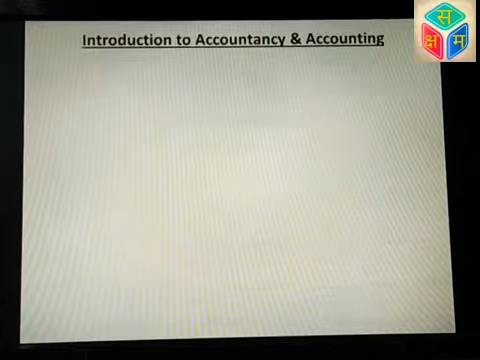 Introduction to Accountancy & Accounting
स
क्ष म